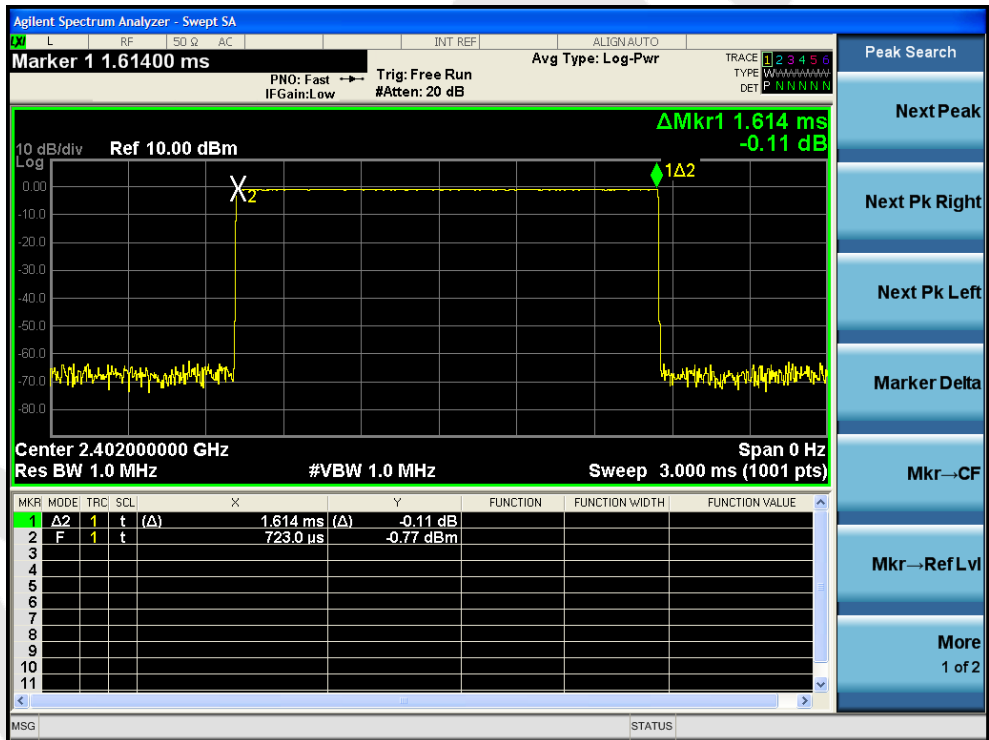 Agilent Spectrum Analyzer - Swept SA
LXI L RF 50 Ω AC INT REF ALIGNAUTO
Marker 1 1.61400 ms
PNO: Fast
IFGain:Low
Trig: Free Run
#Atten: 20 dB
Avg Type: Log-Pwr
TRACE 1 2 3 4 5 6
TYPE W
DET P N N N N N
ΔMkr1 1.614 ms
-0.11 dB
10 dB/div Ref 10.00 dBm
Log
1Δ2
2
0.00
-10.0
-20.0
-30.0
-40.0
-50.0
-60.0
-70.0
-80.0
Center 2.402000000 GHz Span 0 Hz
Res BW 1.0 MHz #VBW 1.0 MHz Sweep 3.000 ms (1001 pts)
MKR MODE TRC SCL X Y FUNCTION FUNCTION WIDTH FUNCTION VALUE
1 Δ2 1 t (Δ) 1.614 ms (Δ) -0.11 dB
2 F 1 t 723.0 µs -0.77 dBm
3
4
5
6
7
8
9
10
11
MSG STATUS
Peak Search
Next Peak
Next Pk Right
Next Pk Left
Marker Delta
Mkr→CF
Mkr→Ref Lvl
More
1 of 2